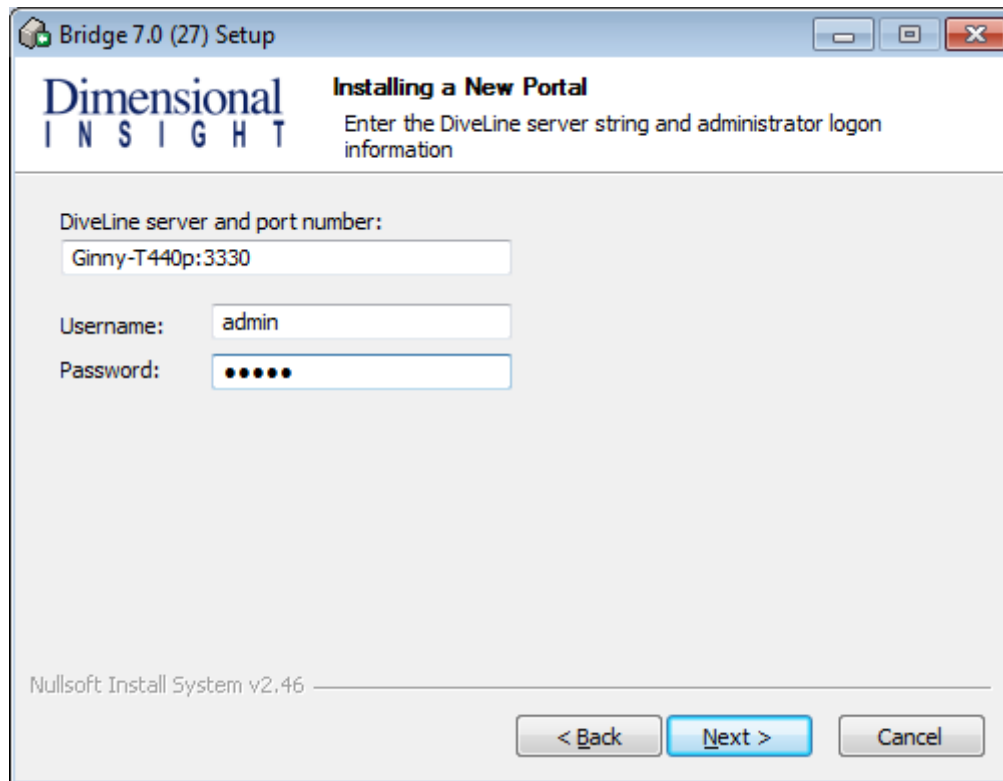 Bridge 7.0 (27) Setup
Dimensional
INSIGHT
Installing a New Portal
Enter the DiveLine server string and administrator logon
information
DiveLine server and port number:
Ginny-T440p:3330
Username:
admin
Password:
●●●●●
Nullsoft Install System v2.46
< Back
Next >
Cancel